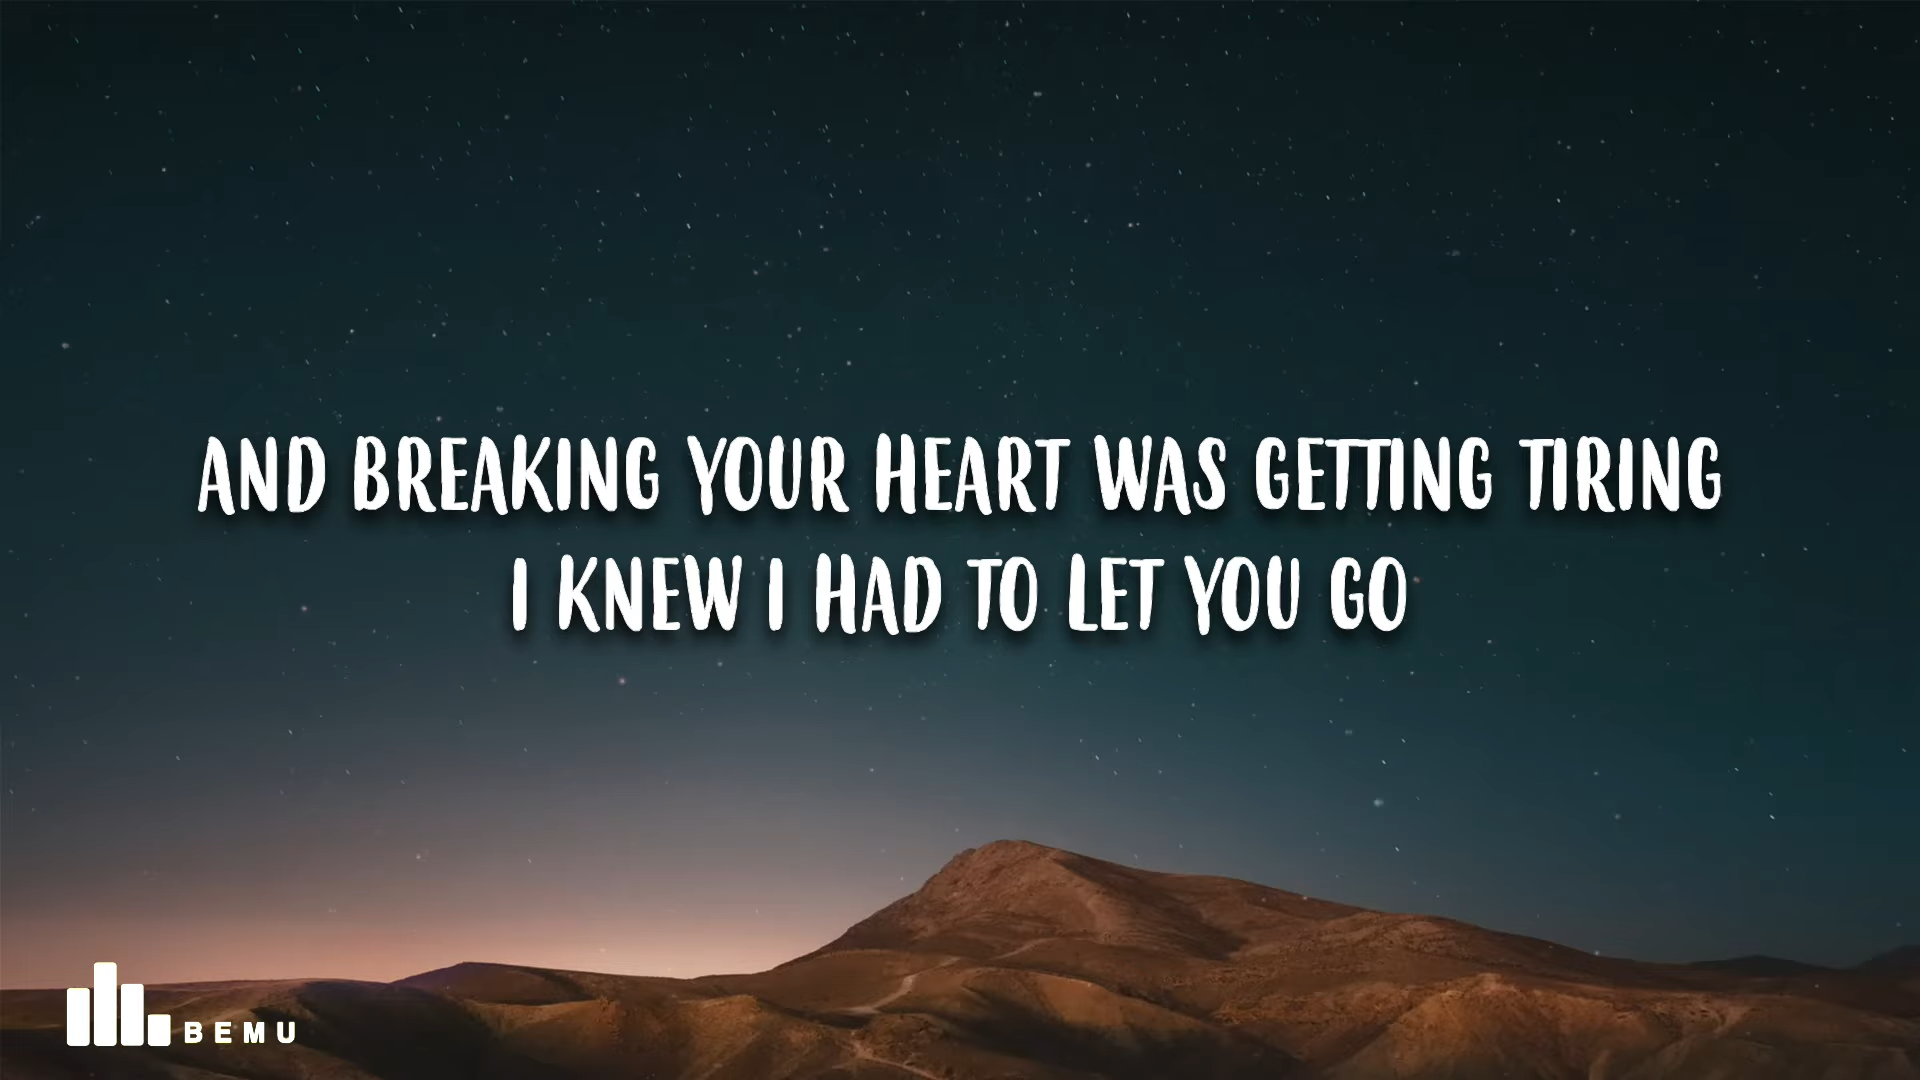 AND BREAKING YOUR HEART WAS GETTING TIRING
I KNEW I HAD TO LET YOU GO
BEMU